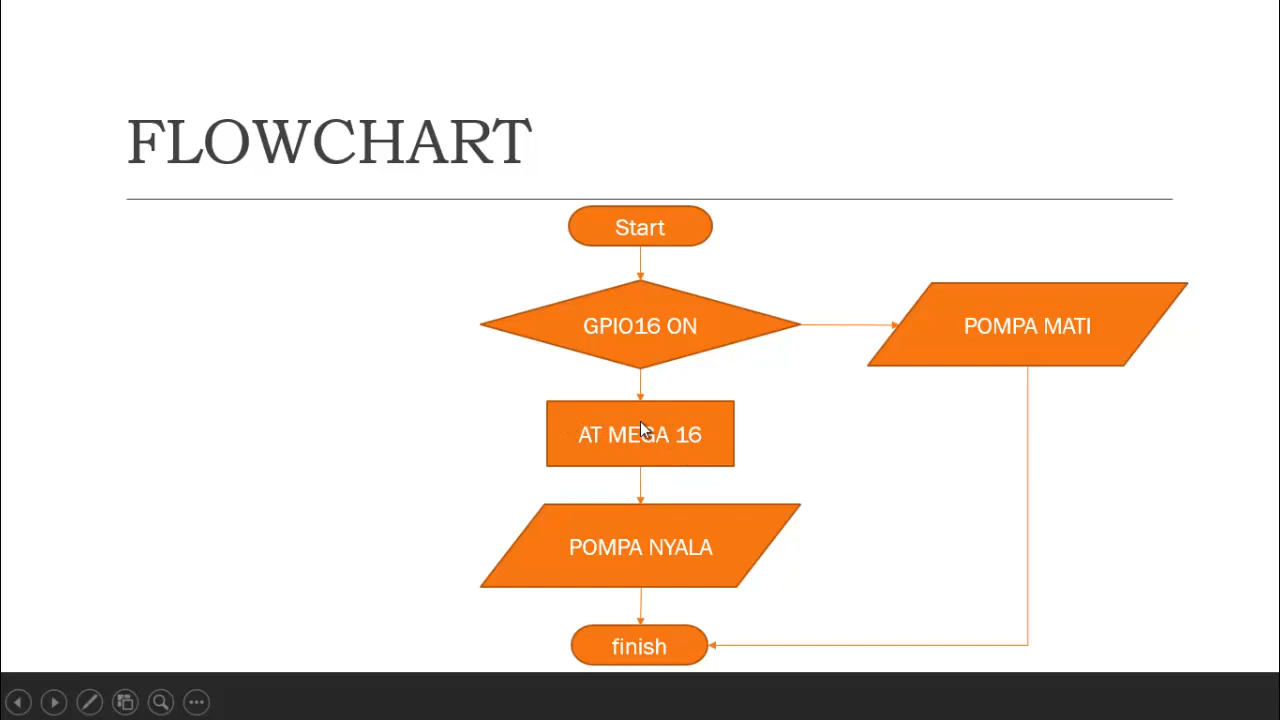 FLOWCHART
Start
GPIO16 ON
POMPA MATI
AT MEGA 16
POMPA NYALA
finish